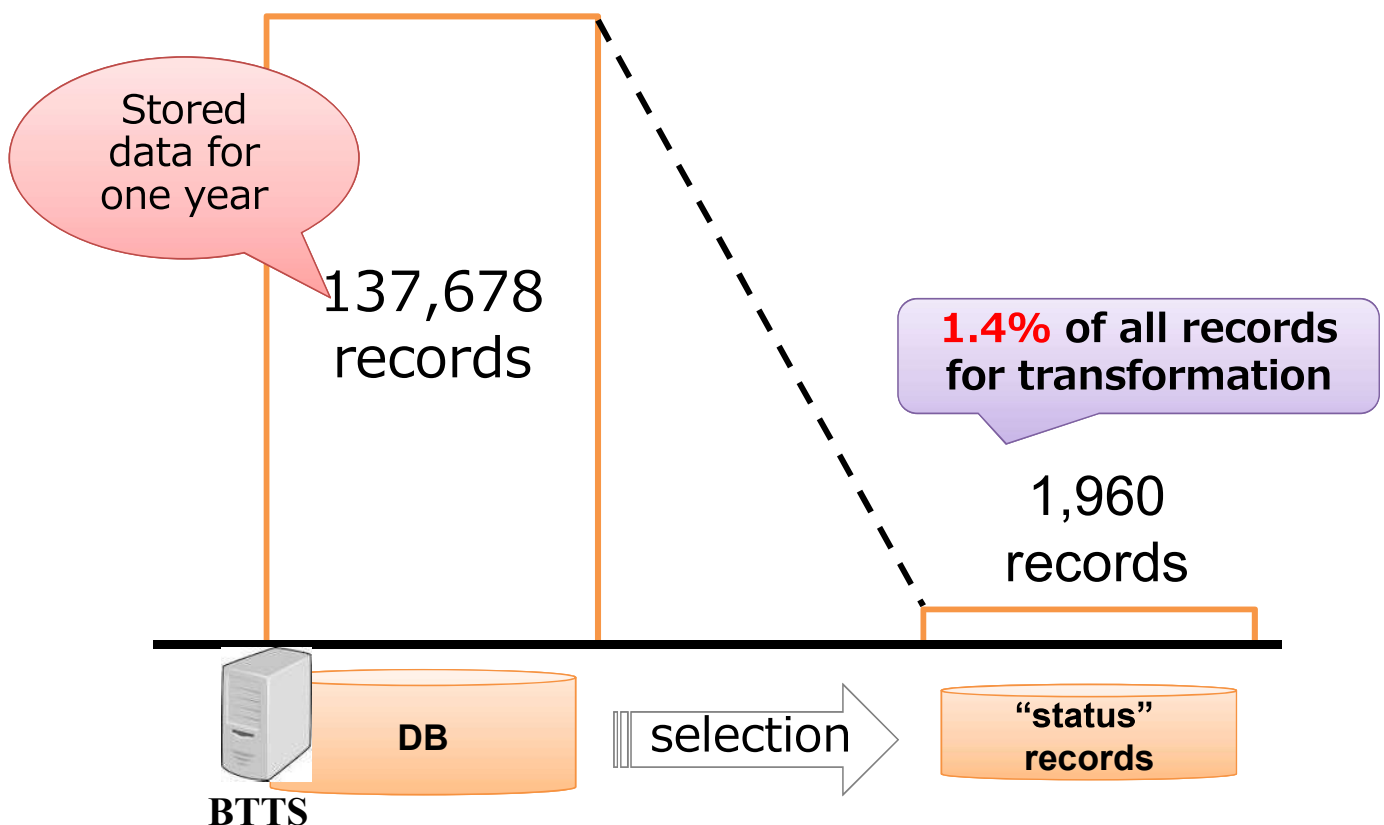 Stored
data for
one year
137,678
records
1.4% of all records
for transformation
1,960
records
DB
selection
“status”
records
BTTS